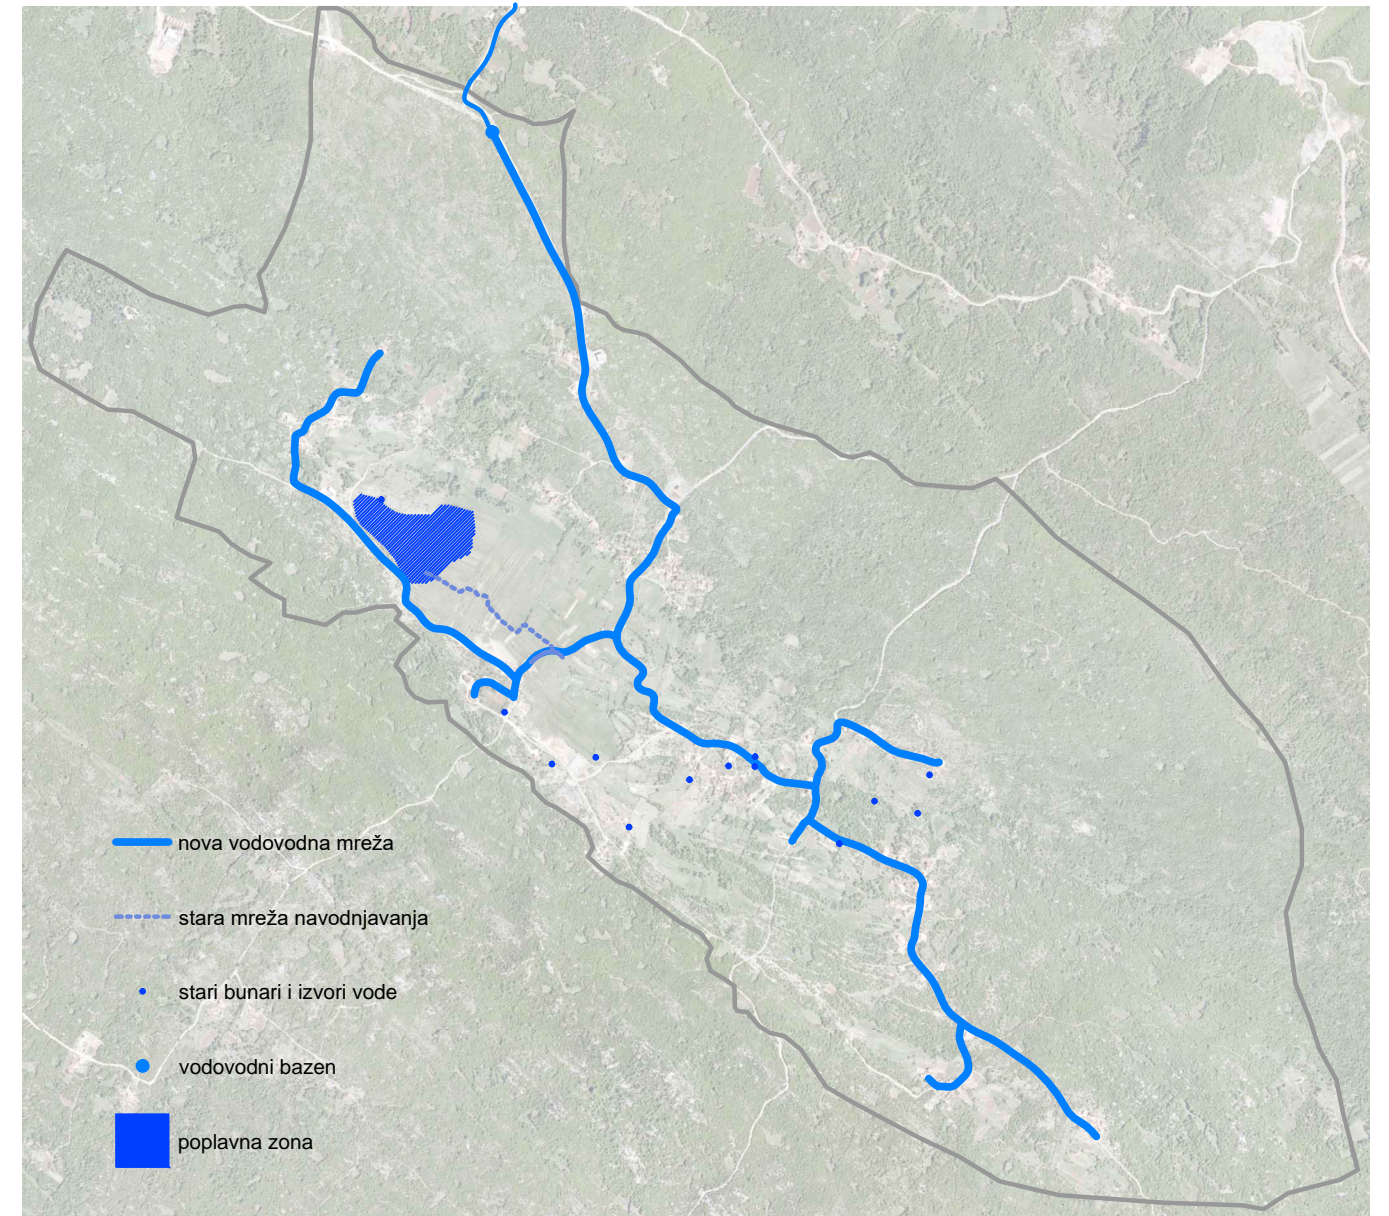 nova vodovodna mreža
stara mreža navodnjavanja
stari bunari i izvori vode
vodovodni bazen
poplavna zona